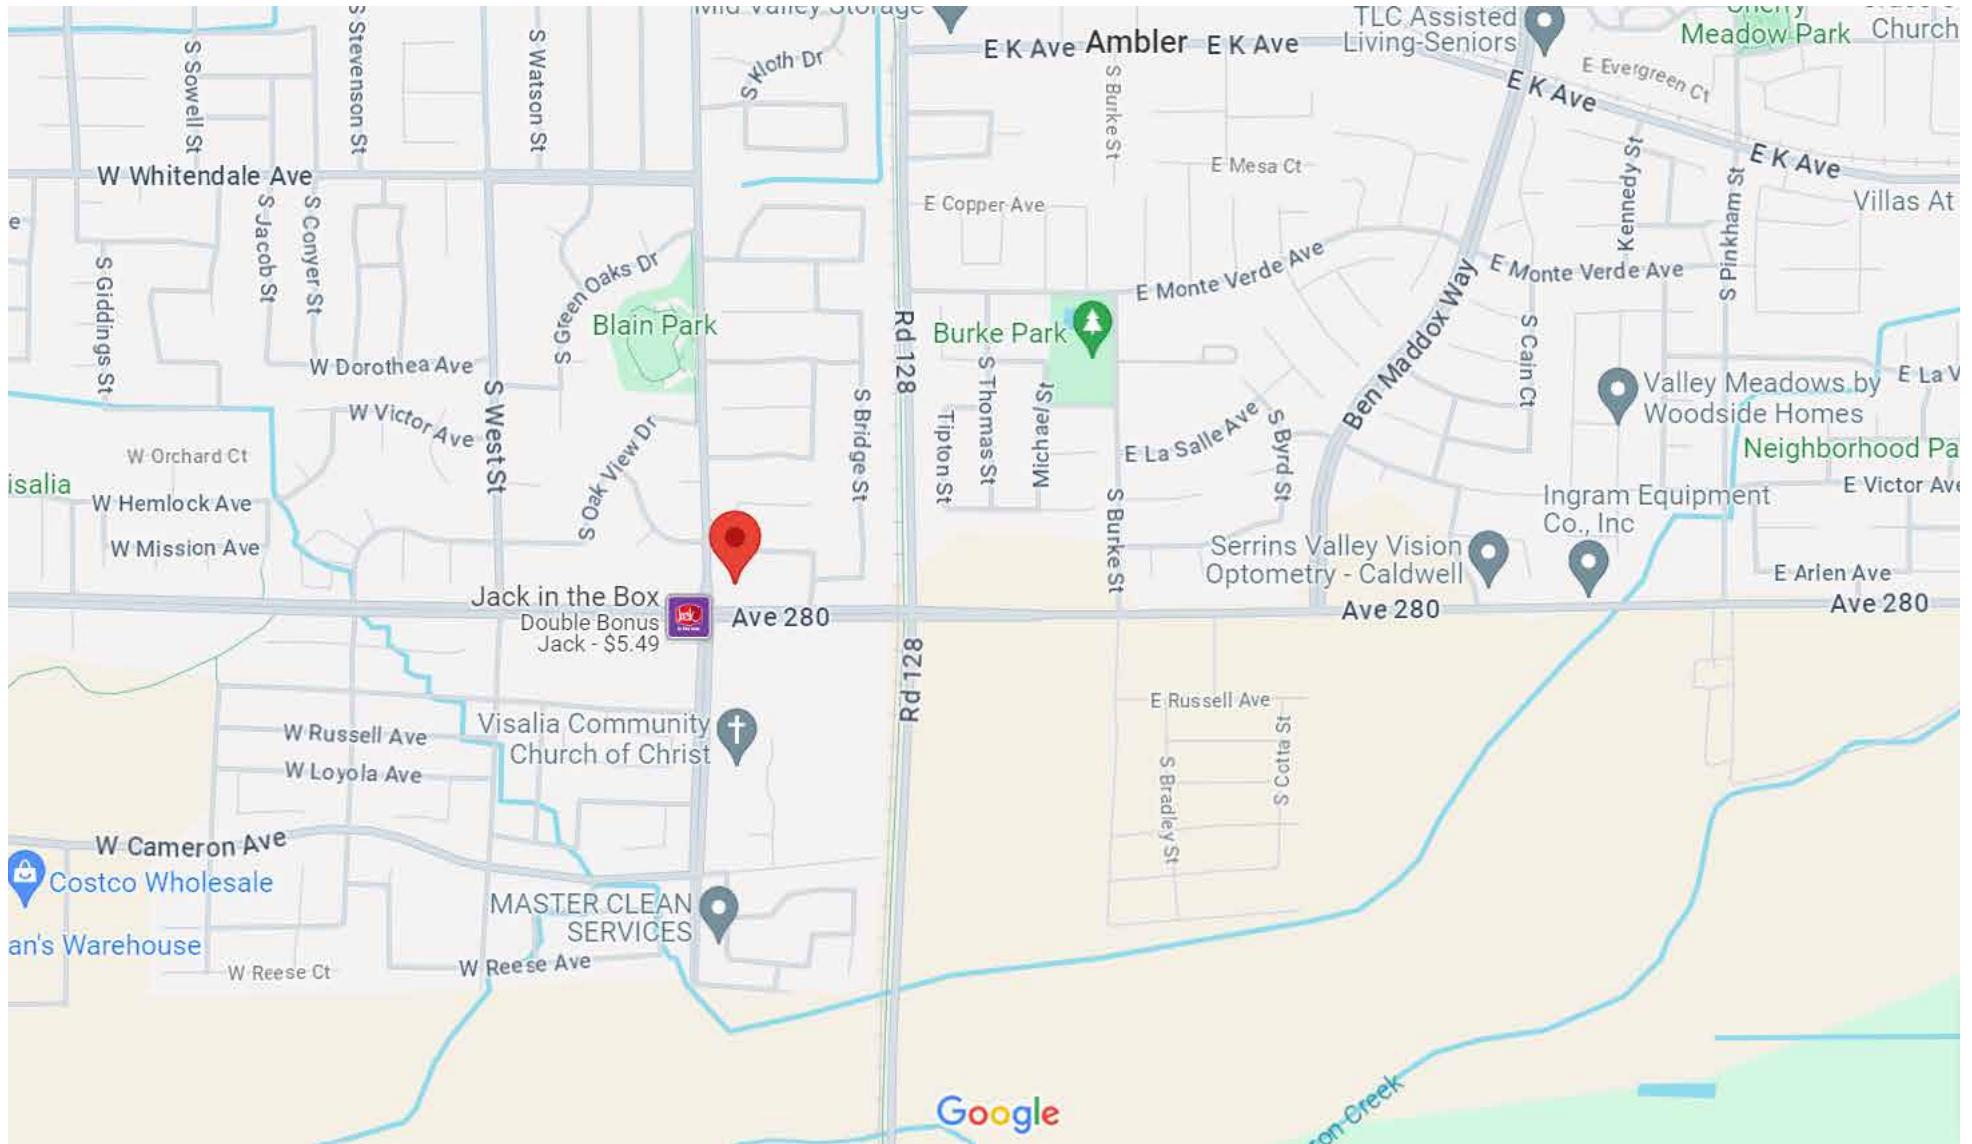 Mid Valley Storage
TLC Assisted
Living-Seniors
Cherry
Meadow Park
Church
E K Ave
Ambler
E K Ave
S Sowell St
S Stevenson St
S Watson St
S Kloth Dr
S Burke St
E K Ave
E Evergreen Ct
E K Ave
W Whitendale Ave
E Mesa Ct
Kennedy St
S Pinkham St
Villas At
e
S Jacob St
S Conyer St
E Copper Ave
S Giddings St
S Green Oaks Dr
E Monte Verde Ave
E Monte Verde Ave
Blain Park
Rd 128
Burke Park
Ben Maddox Way
S Cain Ct
W Dorothea Ave
S West St
S Thomas St
Michael St
Valley Meadows by
Woodside Homes
E La V
W Victor Ave
S Oak View Dr
S Bridge St
Tipton St
E La Salle Ave
S Byrd St
W Orchard Ct
Neighborhood Pa
isalia
W Hemlock Ave
S Burke St
Ingram Equipment
Co., Inc
E Victor Ave
W Mission Ave
Serrins Valley Vision
Optometry - Caldwell
E Arlen Ave
Jack in the Box
Double Bonus
Jack - $5.49
Ave 280
Ave 280
Ave 280
Rd 128
E Russell Ave
W Russell Ave
Visalia Community
Church of Christ
S Cota St
W Loyola Ave
S Bradley St
W Cameron Ave
Costco Wholesale
MASTER CLEAN
SERVICES
an's Warehouse
W Reese Ct
W Reese Ave
Google
son Creek